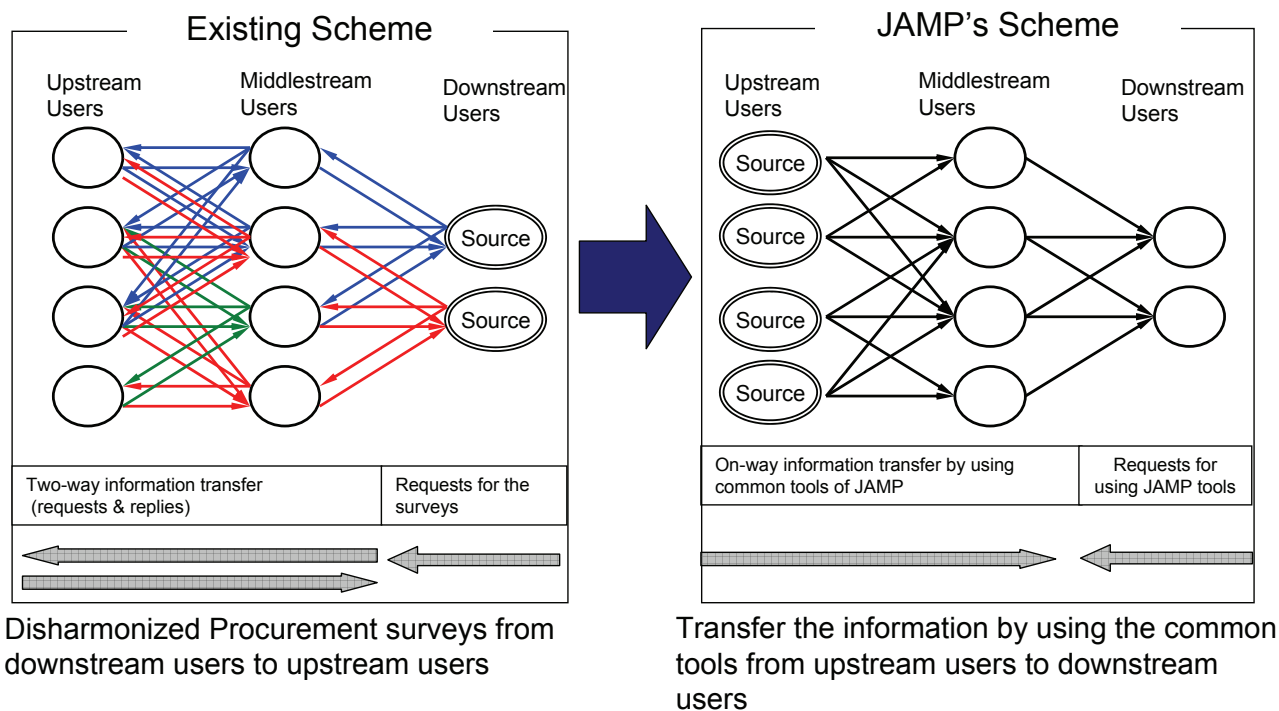 Existing Scheme
Upstream
Users
Middlestream
Users
Downstream
Users
Source
Source
Two-way information transfer
(requests & replies)
Requests for the
surveys
Disharmonized Procurement surveys from
downstream users to upstream users
JAMP's Scheme
Upstream
Users
Middlestream
Users
Downstream
Users
Source
Source
Source
Source
On-way information transfer by using
common tools of JAMP
Requests for
using JAMP tools
Transfer the information by using the common
tools from upstream users to downstream
users